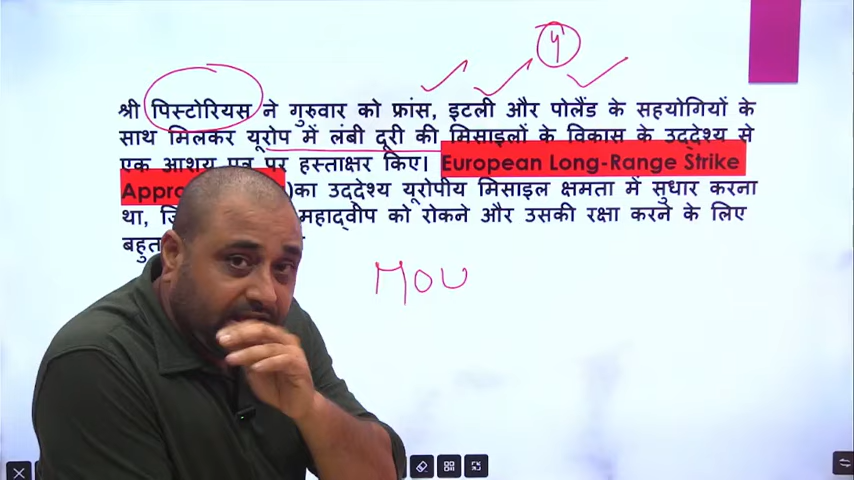 4
श्री पिस्टोरियस ने गुरुवार को फ्रांस, इटली और पोलैंड के सहयोगियों के
साथ मिलकर यूरोप में लंबी दूरी की मिसाइलों के विकास के उद्देश्य से
एक आशय पत्र पर हस्ताक्षर किए। European Long-Range Strike
)का उद्देश्य यूरोपीय मिसाइल क्षमता में सुधार करना
था, महाद्वीप को रोकने और उसकी रक्षा करने के लिए
बहुत
MOU